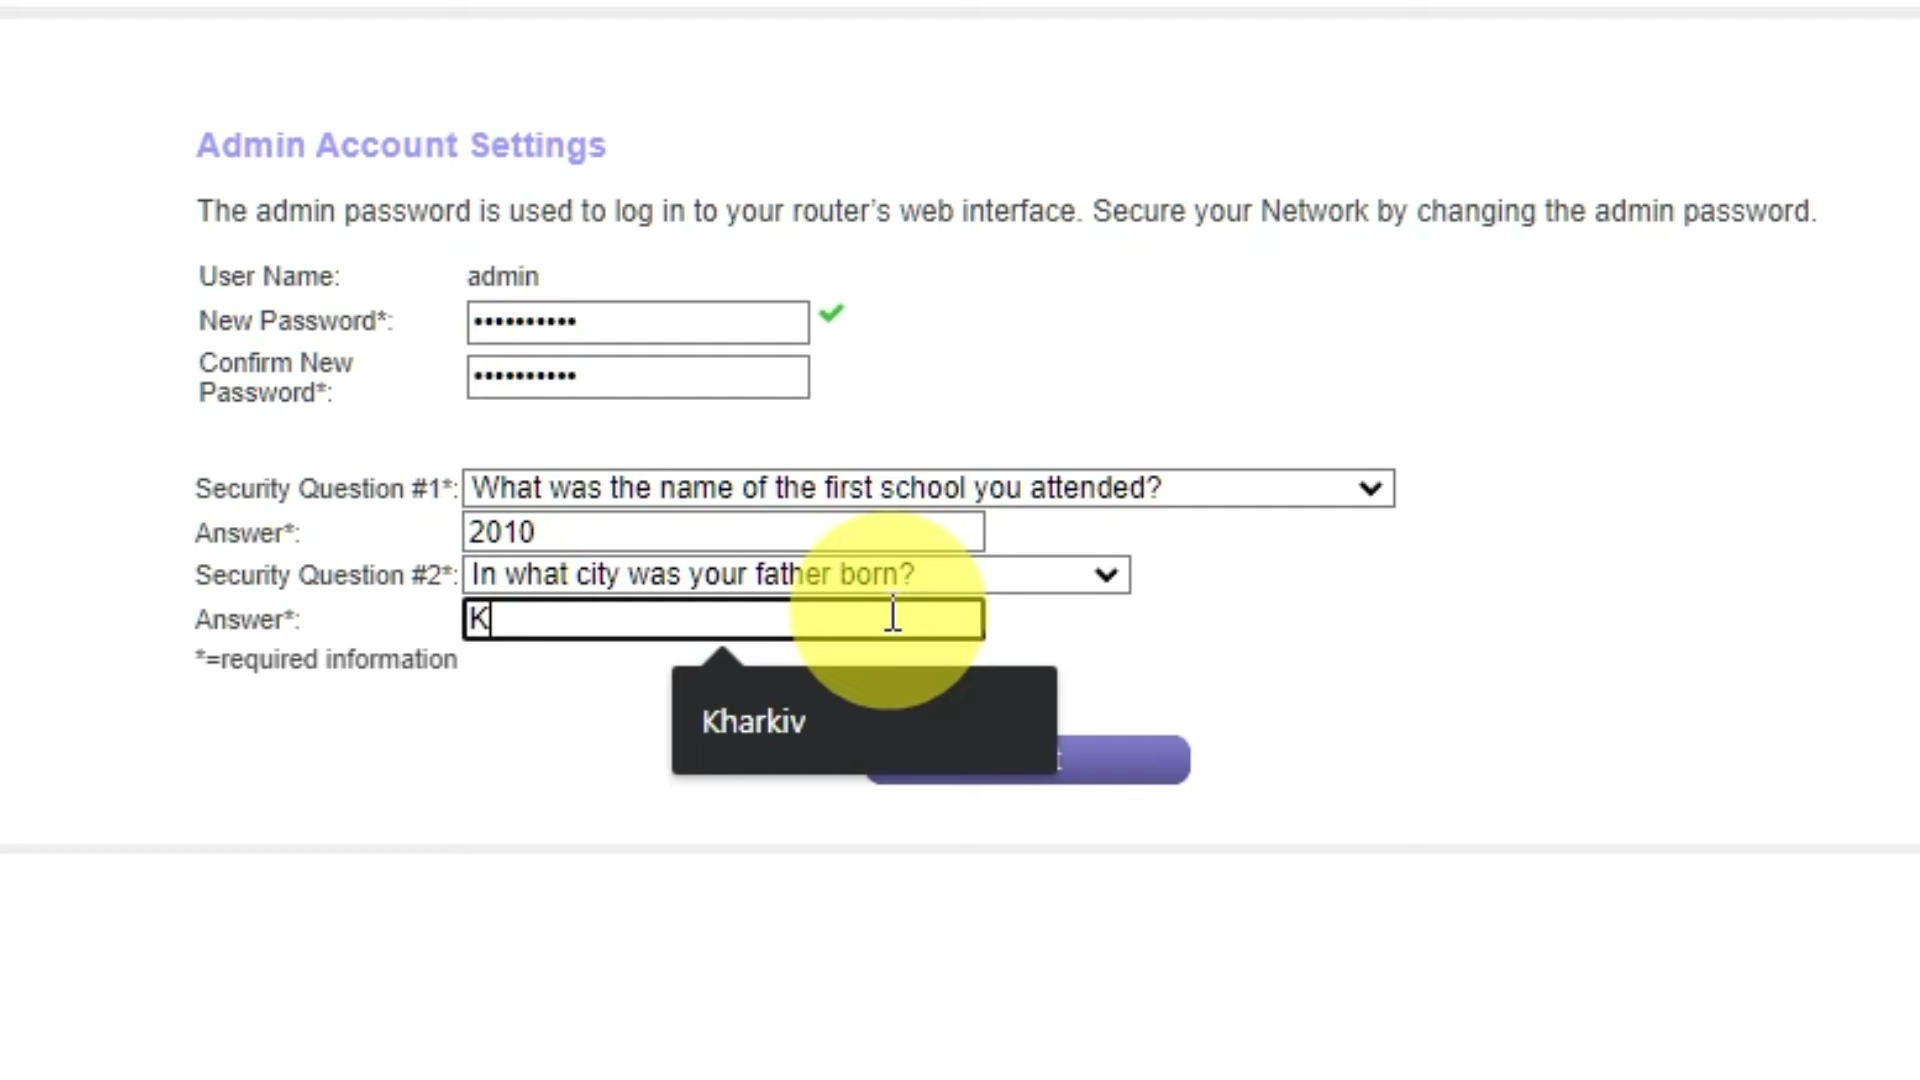 Admin Account Settings
The admin password is used to log in to your router’s web interface. Secure your Network by changing the admin password.
User Name: admin
New Password*: ••••••••••
Confirm New
Password*: ••••••••••
Security Question #1*: What was the name of the first school you attended?
Answer*: 2010
Security Question #2*: In what city was your father born?
Answer*: K
*=required information
Kharkiv